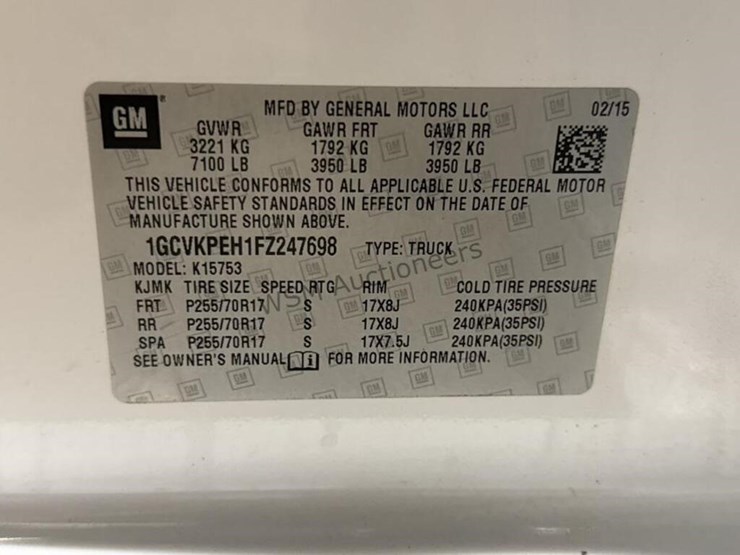 GM
MFD BY GENERAL MOTORS LLC 02/15
GVWR GAWR FRT GAWR RR
3221 KG 1792 KG 1792 KG
7100 LB 3950 LB 3950 LB
THIS VEHICLE CONFORMS TO ALL APPLICABLE U.S. FEDERAL MOTOR
VEHICLE SAFETY STANDARDS IN EFFECT ON THE DATE OF
MANUFACTURE SHOWN ABOVE.
1GCVKPEH1FZ247698 TYPE: TRUCK
MODEL: K15753
KJMK TIRE SIZE SPEED RTG RIM COLD TIRE PRESSURE
FRT P255/70R17 S 17X8J 240KPA(35PSI)
RR P255/70R17 S 17X8J 240KPA(35PSI)
SPA P255/70R17 S 17X7.5J 240KPA(35PSI)
SEE OWNER'S MANUAL i FOR MORE INFORMATION.